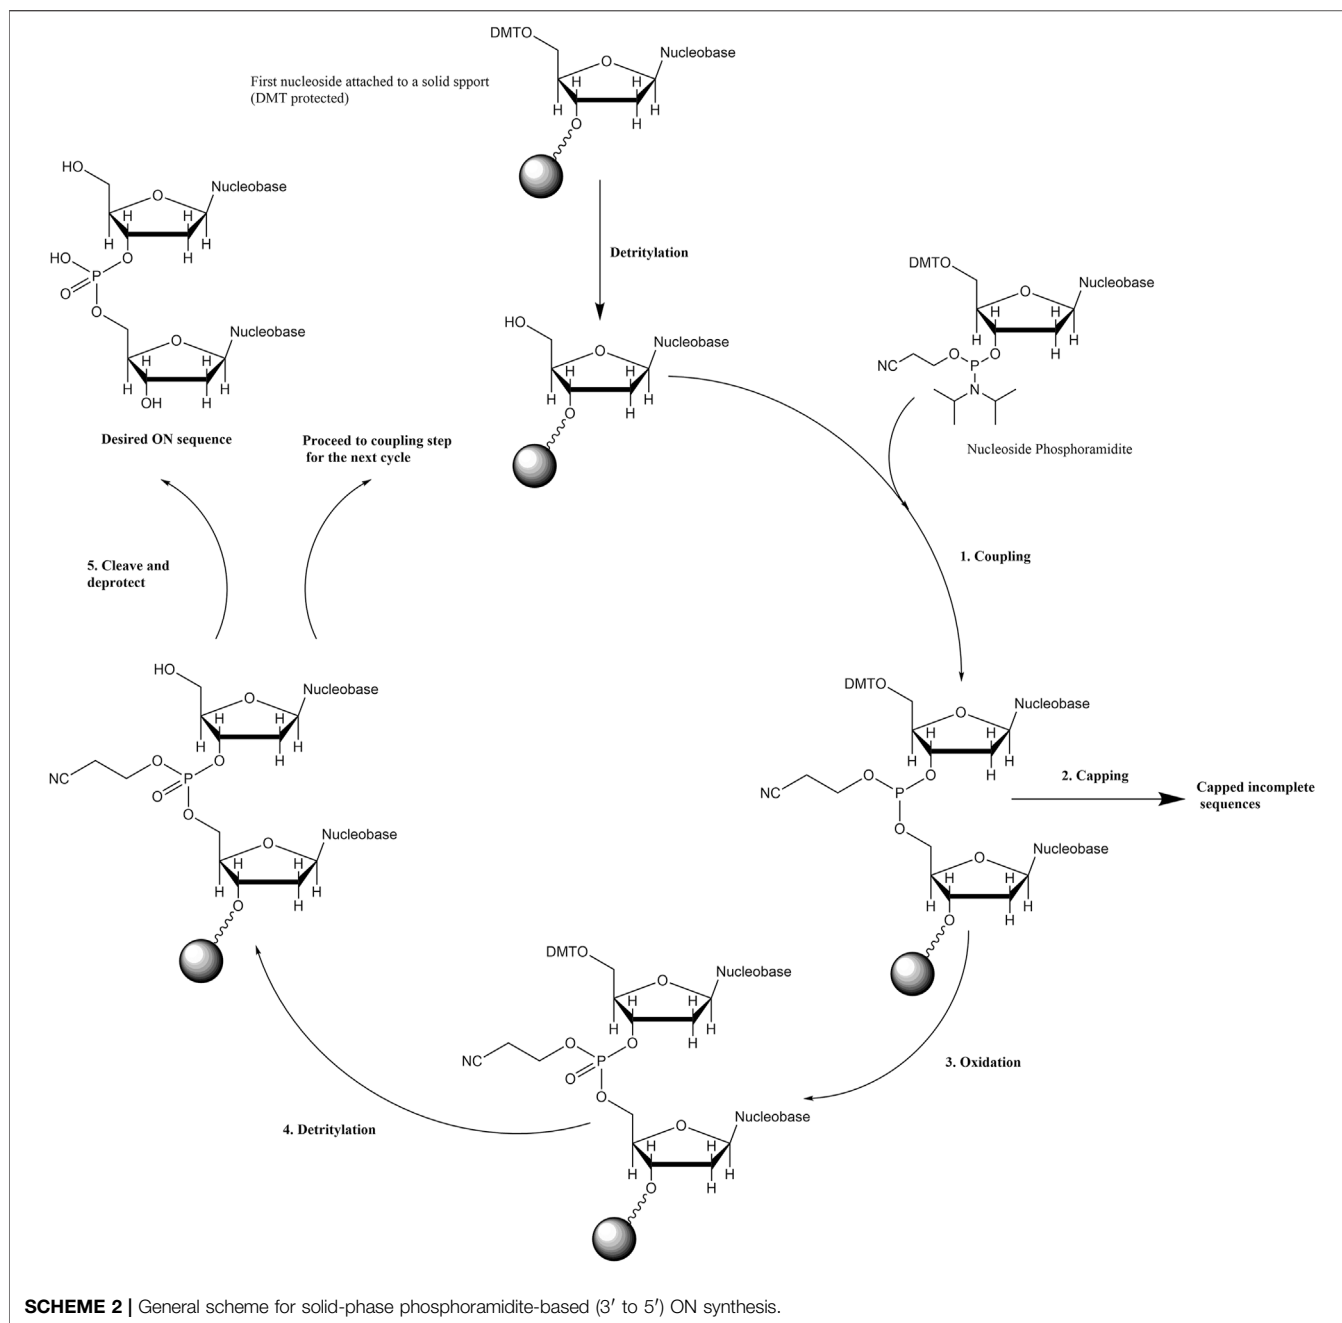 DMTO
O
Nucleobase
First nucleoside attached to a solid spport
(DMT protected)
H
H
H
H
O
HO
O
Nucleobase
H
H
H
H
HO
O
P
O
O
O
Nucleobase
H
H
H
H
OH
Desired ON sequence
Detritylation
HO
O
Nucleobase
H
H
H
H
O
DMTO
O
Nucleobase
H
H
H
H
NC
O
P
O
N
Nucleoside Phosphoramidite
Proceed to coupling step
for the next cycle
5. Cleave and
deprotect
1. Coupling
HO
O
Nucleobase
H
H
H
H
NC
O
P
O
O
O
O
Nucleobase
H
H
H
H
O
DMTO
O
Nucleobase
H
H
H
H
NC
O
P
O
O
O
Nucleobase
H
H
H
H
O
2. Capping
Capped incomplete
sequences
DMTO
O
Nucleobase
H
H
H
H
NC
O
P
O
O
O
O
Nucleobase
H
H
H
H
O
3. Oxidation
4. Detritylation
SCHEME 2 | General scheme for solid-phase phosphoramidite-based (3′ to 5′) ON synthesis.